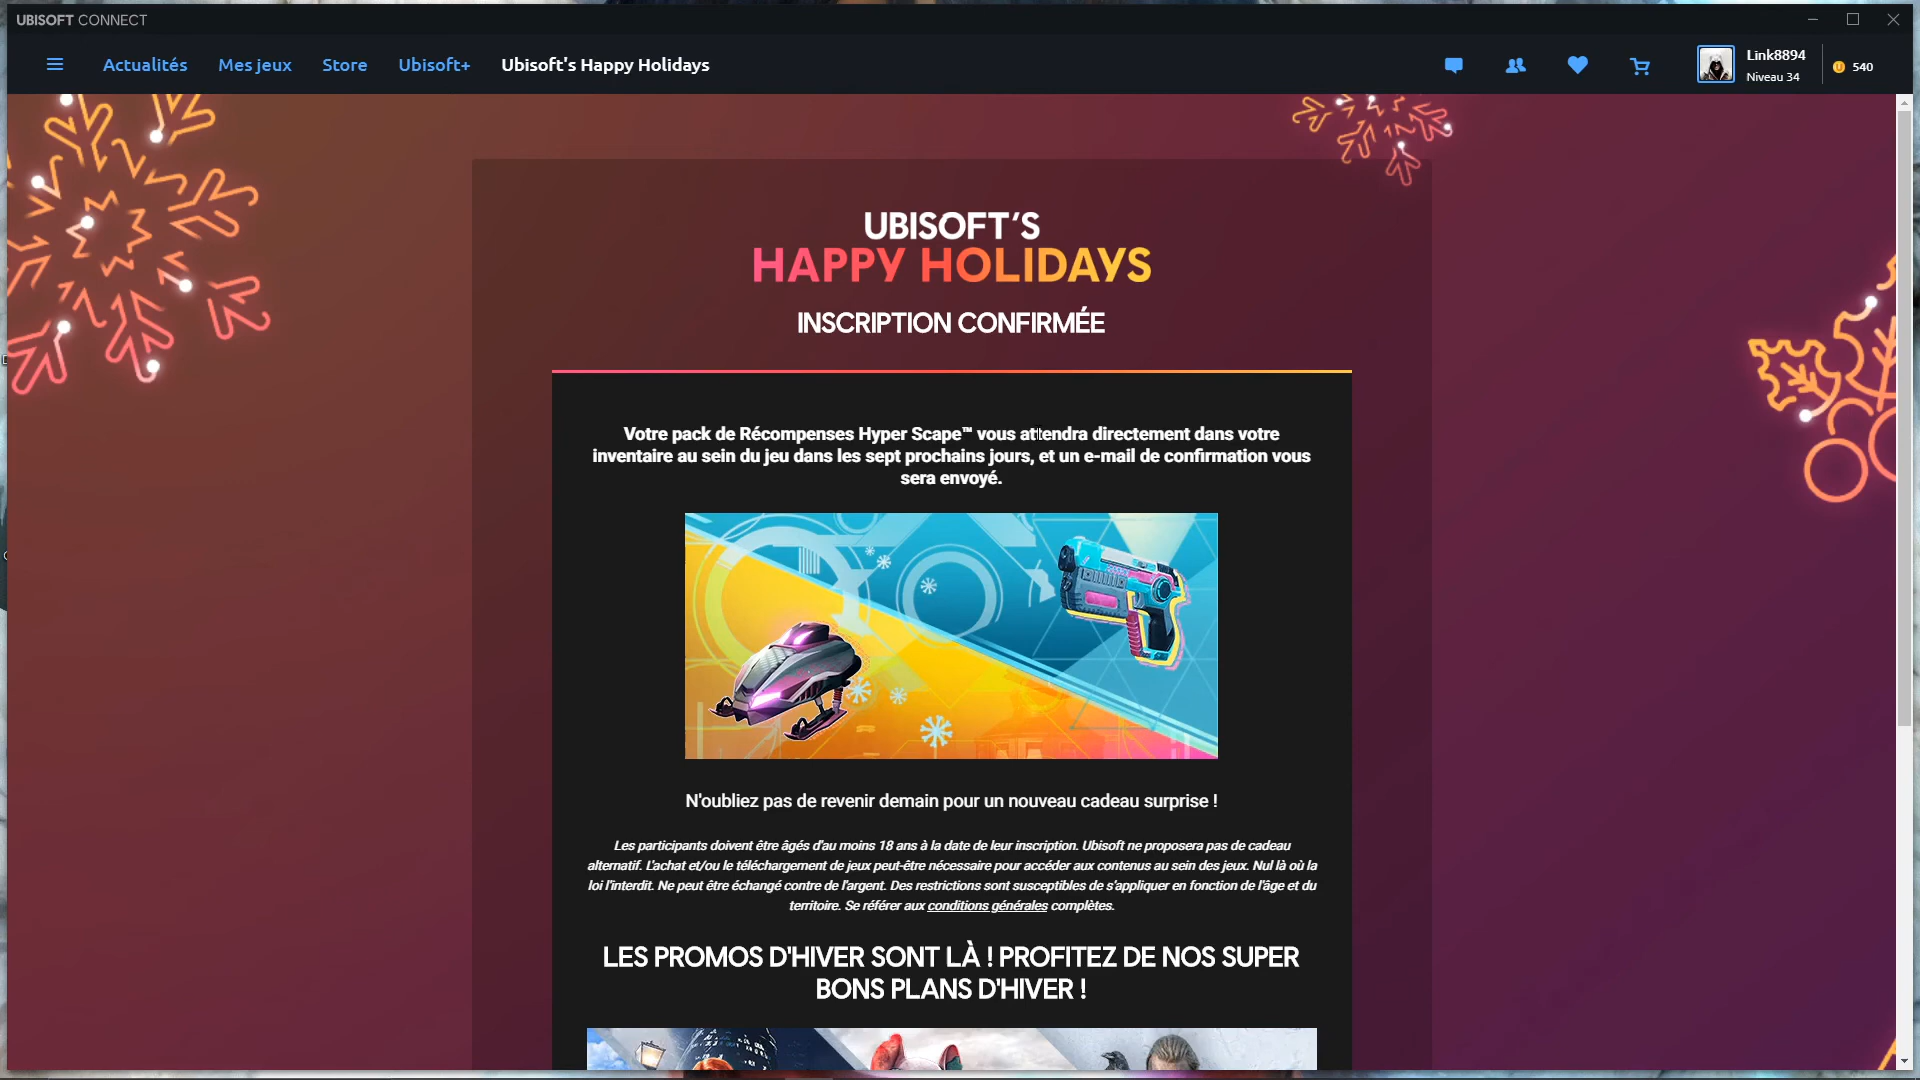 UBISOFT CONNECT
Actualités Mes jeux Store Ubisoft+ Ubisoft's Happy Holidays
Link8894
Niveau 34
540
UBISOFT'S
HAPPY HOLIDAYS
INSCRIPTION CONFIRMÉE
Votre pack de Récompenses Hyper Scape™ vous attendra directement dans votre
inventaire au sein du jeu dans les sept prochains jours, et un e-mail de confirmation vous
sera envoyé.
N'oubliez pas de revenir demain pour un nouveau cadeau surprise !
Les participants doivent être âgés d'au moins 18 ans à la date de leur inscription. Ubisoft ne proposera pas de cadeau
alternatif. L'achat et/ou le téléchargement de jeux peut-être nécessaire pour accéder aux contenus au sein des jeux. Nul là où la
loi l'interdit. Ne peut être échangé contre de l'argent. Des restrictions sont susceptibles de s'appliquer en fonction de l'âge et du
territoire. Se référer aux conditions générales complètes.
LES PROMOS D'HIVER SONT LÀ ! PROFITEZ DE NOS SUPER
BONS PLANS D'HIVER !